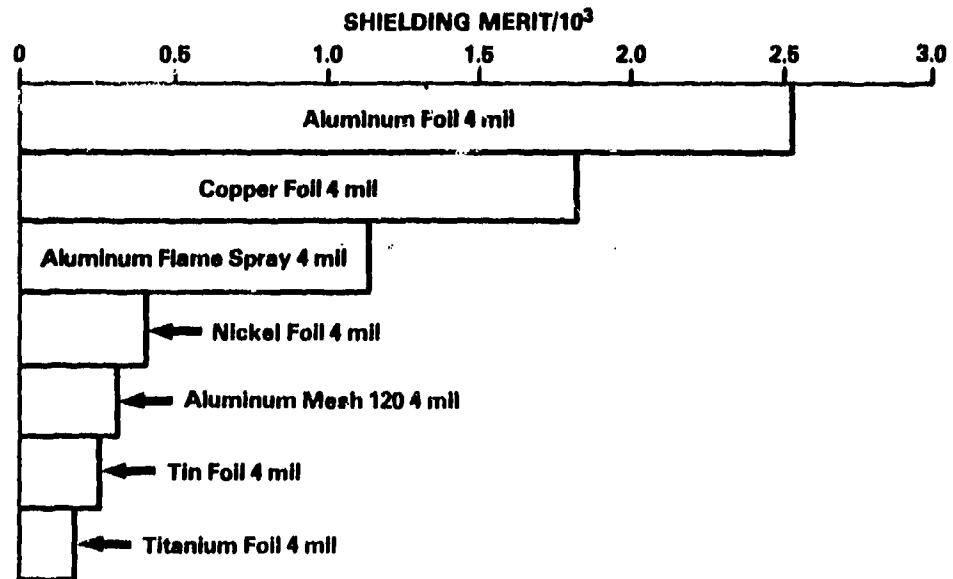 SHIELDING MERIT/10³
0 0.5 1.0 1.5 2.0 2.5 3.0
Aluminum Foil 4 mil
Copper Foil 4 mil
Aluminum Flame Spray 4 mil
Nickel Foil 4 mil
Aluminum Mesh 120 4 mil
Tin Foil 4 mil
Titanium Foil 4 mil